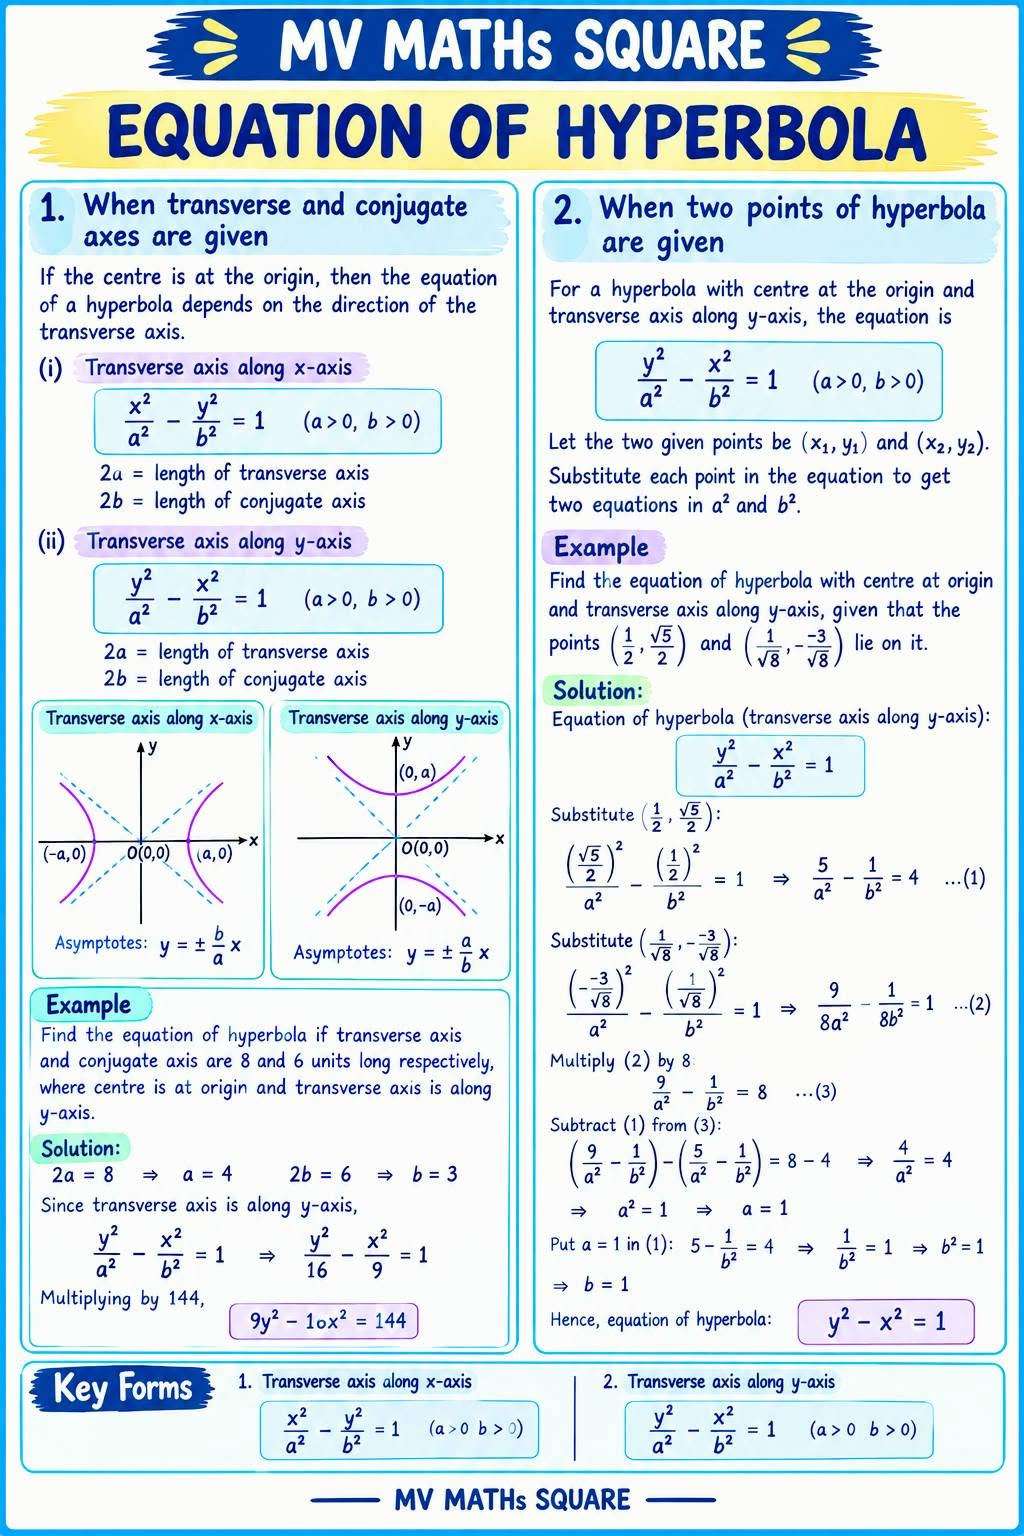 MV MATHs SQUARE
EQUATION OF HYPERBOLA
1. When transverse and conjugate
axes are given
If the centre is at the origin, then the equation
of a hyperbola depends on the direction of the
transverse axis.
(i) Transverse axis along x-axis
x²/a² − y²/b² = 1 (a > 0, b > 0)
2a = length of transverse axis
2b = length of conjugate axis
(ii) Transverse axis along y-axis
y²/a² − x²/b² = 1 (a > 0, b > 0)
2a = length of transverse axis
2b = length of conjugate axis
Transverse axis along x-axis
y
x
(-a,0) O(0,0) (a,0)
Asymptotes: y = ± b/a x
Transverse axis along y-axis
y
(0,a)
x
O(0,0)
(0,-a)
Asymptotes: y = ± a/b x
Example
Find the equation of hyperbola if transverse axis
and conjugate axis are 8 and 6 units long respectively,
where centre is at origin and transverse axis is along
y-axis.
Solution:
2a = 8 ⇒ a = 4 2b = 6 ⇒ b = 3
Since transverse axis is along y-axis,
y²/a² − x²/b² = 1 ⇒ y²/16 − x²/9 = 1
Multiplying by 144,
9y² − 1ox² = 144
2. When two points of hyperbola
are given
For a hyperbola with centre at the origin and
transverse axis along y-axis, the equation is
y²/a² − x²/b² = 1 (a > 0, b > 0)
Let the two given points be (x₁, y₁) and (x₂, y₂).
Substitute each point in the equation to get
two equations in a² and b².
Example
Find the equation of hyperbola with centre at origin
and transverse axis along y-axis, given that the
points (1/2, √5/2) and (1/√8, −−3/√8) lie on it.
Solution:
Equation of hyperbola (transverse axis along y-axis):
y²/a² − x²/b² = 1
Substitute (1/2, √5/2):
(√5/2)²/a² − (1/2)²/b² = 1 ⇒ 5/a² − 1/b² = 4 ...(1)
Substitute (1/√8, −−3/√8):
(−−3/√8)²/a² − (1/√8)²/b² = 1 ⇒ 9/8a² − 1/8b² = 1 ...(2)
Multiply (2) by 8:
9/a² − 1/b² = 8 ...(3)
Subtract (1) from (3):
(9/a² − 1/b²) − (5/a² − 1/b²) = 8 − 4 ⇒ 4/a² = 4
⇒ a² = 1 ⇒ a = 1
Put a = 1 in (1): 5 − 1/b² = 4 ⇒ 1/b² = 1 ⇒ b² = 1
⇒ b = 1
Hence, equation of hyperbola: y² − x² = 1
Key Forms
1. Transverse axis along x-axis
x²/a² − y²/b² = 1 (a > 0 b > 0)
2. Transverse axis along y-axis
y²/a² − x²/b² = 1 (a > 0 b > 0)
MV MATHs SQUARE